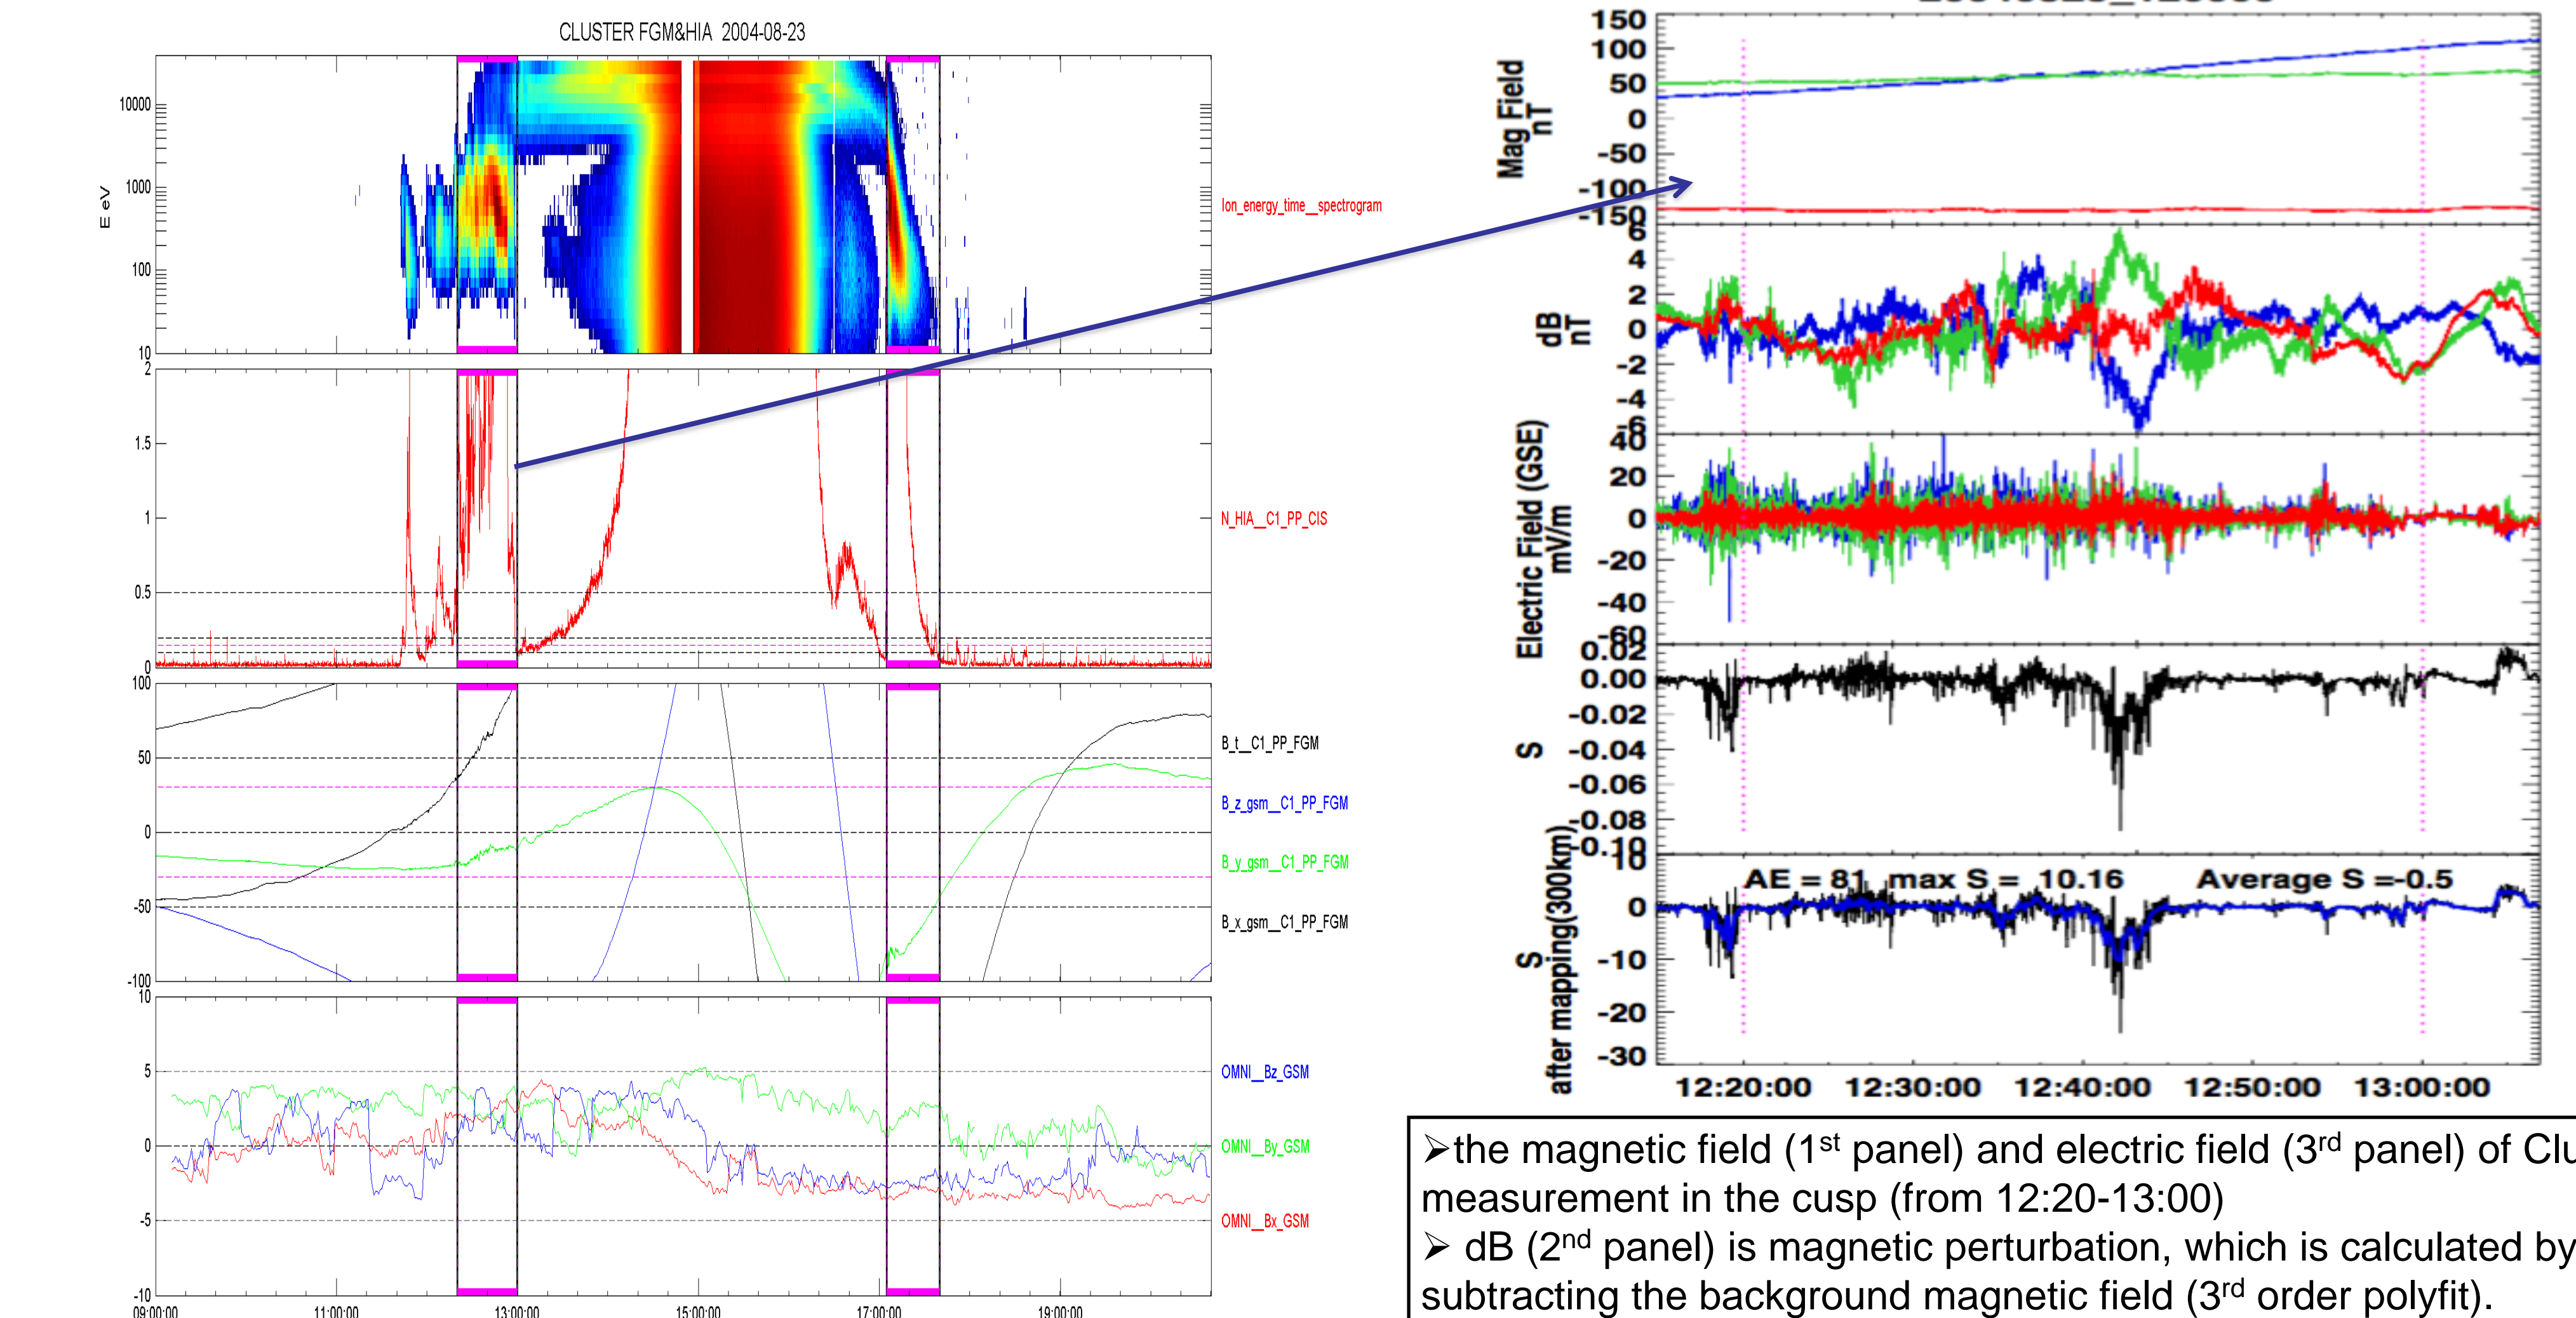 CLUSTER FGM&HIA 2004-08-23
E eV
10000
1000
100
10
Ion_energy_time__spectrogram
2
1.5
1
0.5
0
N_HIA__C1_PP_CIS
100
50
0
-50
-100
B_t__C1_PP_FGM
B_z_gsm__C1_PP_FGM
B_y_gsm__C1_PP_FGM
B_x_gsm__C1_PP_FGM
10
5
0
-5
-10
OMNI__Bz_GSM
OMNI__By_GSM
OMNI__Bx_GSM
09:00:00 11:00:00 13:00:00 15:00:00 17:00:00 19:00:00
Mag Field
nT
150
100
50
0
-50
-100
-150
dB
nT
6
4
2
0
-2
-4
-6
Electric Field (GSE)
mV/m
40
20
0
-20
-40
-60
S
0.02
0.00
-0.02
-0.04
-0.06
-0.08
-0.10
S
after mapping(300km)
10
0
-10
-20
-30
AE = 81 max S = 10.16 Average S =-0.5
12:20:00 12:30:00 12:40:00 12:50:00 13:00:00
➢the magnetic field (1st panel) and electric field (3rd panel) of Clu
measurement in the cusp (from 12:20-13:00)
➢ dB (2nd panel) is magnetic perturbation, which is calculated by
subtracting the background magnetic field (3rd order polyfit).